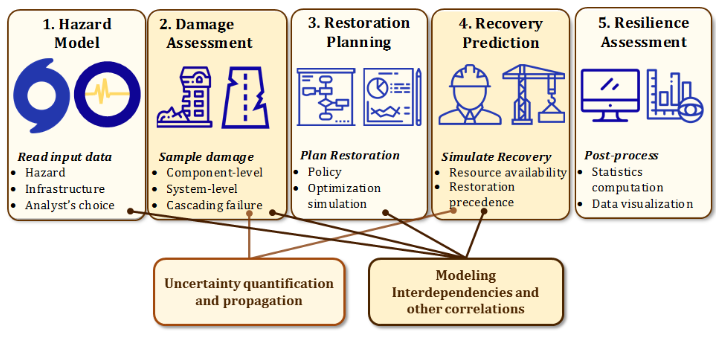 1. Hazard
Model
Read input data
• Hazard
• Infrastructure
• Analyst's choice
2. Damage
Assessment
Sample damage
• Component-level
• System-level
• Cascading failure
3. Restoration
Planning
Plan Restoration
• Policy
• Optimization
simulation
4. Recovery
Prediction
Simulate Recovery
• Resource availability
• Restoration
precedence
5. Resilience
Assessment
Post-process
• Statistics
computation
• Data visualization
Uncertainty quantification
and propagation
Modeling
Interdependencies and
other correlations